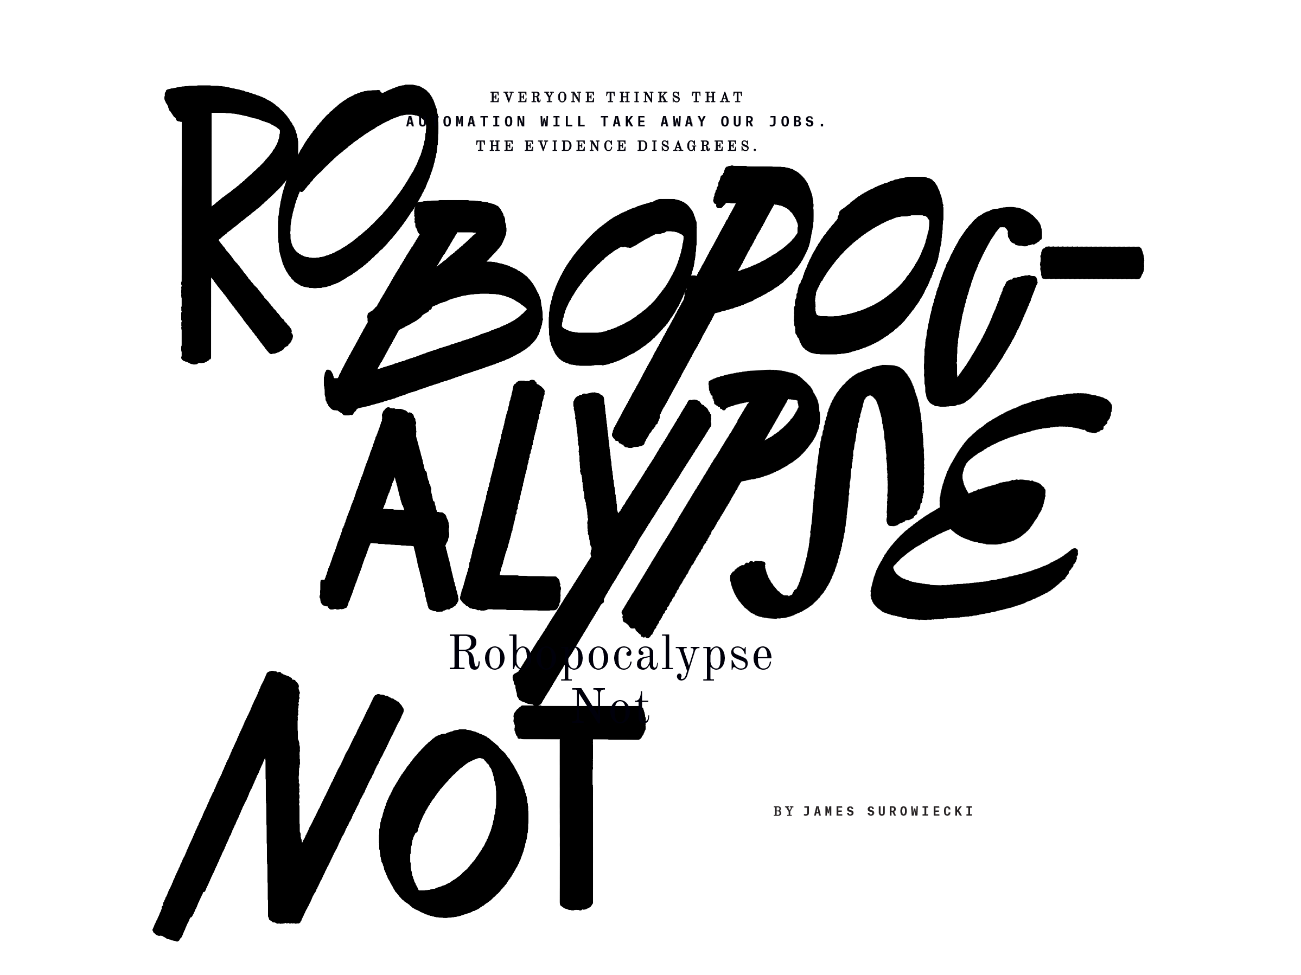 EVERYONE THINKS THAT
AUTOMATION WILL TAKE AWAY OUR JOBS.
THE EVIDENCE DISAGREES.
ROBOPOC-
ALYPSE
Robopocalypse
Not
NOT
BY JAMES SUROWIECKI